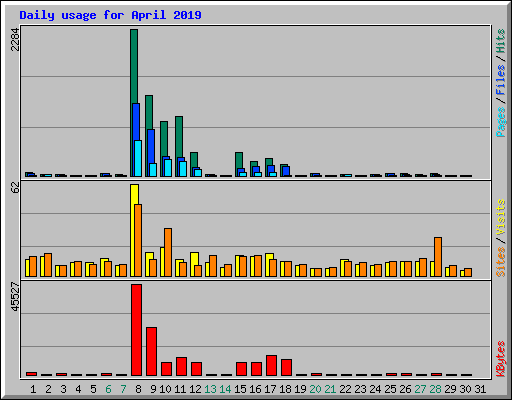 Daily usage for April 2019
2284
Pages / Files / Hits
62
Sites / Visits
45527
KBytes
1 2 3 4 5 6 7 8 9 10 11 12 13 14 15 16 17 18 19 20 21 22 23 24 25 26 27 28 29 30 31